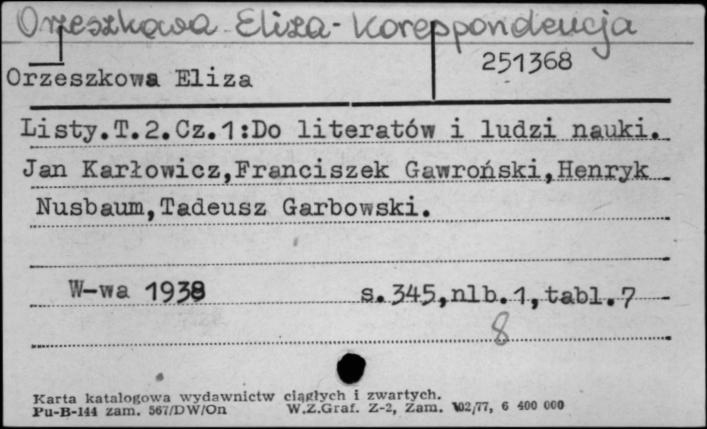 Orzeszkowa Eliza - Korespondencja
251368
Orzeszkowa Eliza
Listy.T.2.Cz.1:Do literatów i ludzi nauki.
Jan Karłowicz,Franciszek Gawroński,Henryk
Nusbaum,Tadeusz Garbowski.
W-wa 1938 s.345,nlb.1,tabl.7
8
Karta katalogowa wydawnictw ciągłych i zwartych.
Pu-B-144 zam. 567/DW/On W.Z.Graf. Z-2, Zam. 102/77, 6 400 000